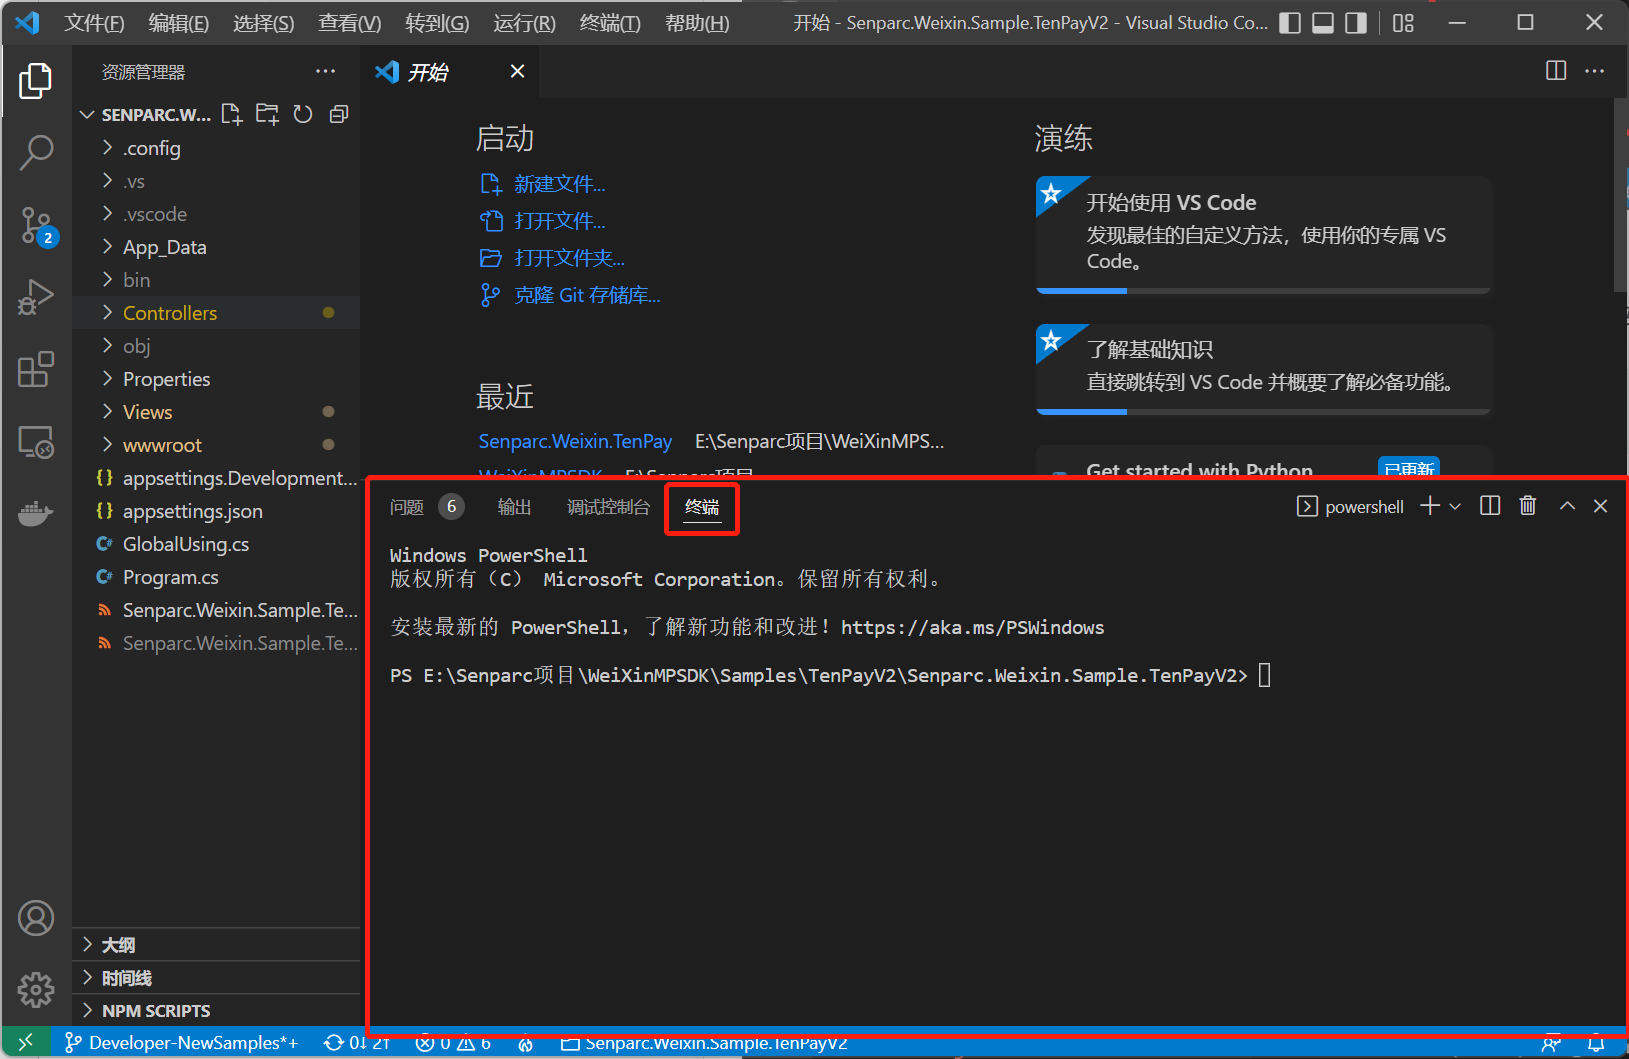 文件(F) 编辑(E) 选择(S) 查看(V) 转到(G) 运行(R) 终端(T) 帮助(H) 开始 - Senparc.Weixin.Sample.TenPayV2 - Visual Studio Co...
资源管理器
开始
SENPARC.W...
.config
.vs
.vscode
App_Data
bin
Controllers
obj
Properties
Views
wwwroot
appsettings.Development...
appsettings.json
GlobalUsing.cs
Program.cs
Senparc.Weixin.Sample.Te...
Senparc.Weixin.Sample.Te...
2
大纲
时间线
NPM SCRIPTS
启动
新建文件...
打开文件...
打开文件夹...
克隆 Git 存储库...
最近
Senparc.Weixin.TenPay E:\Senparc项目\WeiXinMPS...
WeiXinMPSDK E:\Senparc项目
演练
开始使用 VS Code
发现最佳的自定义方法，使用你的专属 VS
Code。
了解基础知识
直接跳转到 VS Code 并概要了解必备功能。
Get started with Python 已更新
问题 6 输出 调试控制台 终端 powershell
Windows PowerShell
版权所有（C） Microsoft Corporation。保留所有权利。
安装最新的 PowerShell，了解新功能和改进！https://aka.ms/PSWindows
PS E:\Senparc项目\WeiXinMPSDK\Samples\TenPayV2\Senparc.Weixin.Sample.TenPayV2>
Developer-NewSamples*+ 0↓ 2↑ 0 6 Senparc.Weixin.Sample.TenPayV2